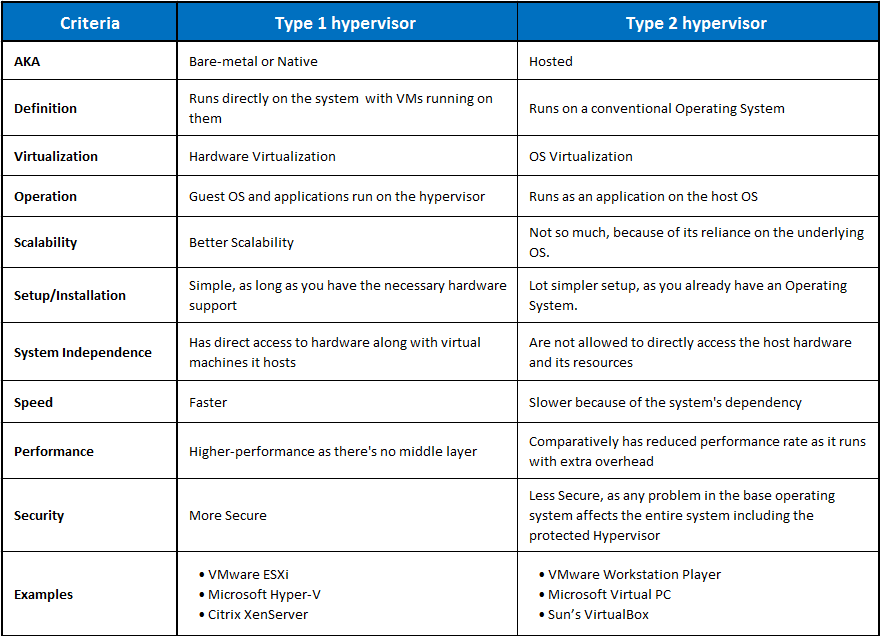 Criteria
Type 1 hypervisor
Type 2 hypervisor
AKA
Bare-metal or Native
Hosted
Definition
Runs directly on the system with VMs running on
them
Runs on a conventional Operating System
Virtualization
Hardware Virtualization
OS Virtualization
Operation
Guest OS and applications run on the hypervisor
Runs as an application on the host OS
Scalability
Better Scalability
Not so much, because of its reliance on the underlying
OS.
Setup/Installation
Simple, as long as you have the necessary hardware
support
Lot simpler setup, as you already have an Operating
System.
System Independence
Has direct access to hardware along with virtual
machines it hosts
Are not allowed to directly access the host hardware
and its resources
Speed
Faster
Slower because of the system's dependency
Performance
Higher-performance as there's no middle layer
Comparatively has reduced performance rate as it runs
with extra overhead
Security
More Secure
Less Secure, as any problem in the base operating
system affects the entire system including the
protected Hypervisor
Examples
• VMware ESXi
• Microsoft Hyper-V
• Citrix XenServer
• VMware Workstation Player
• Microsoft Virtual PC
• Sun’s VirtualBox